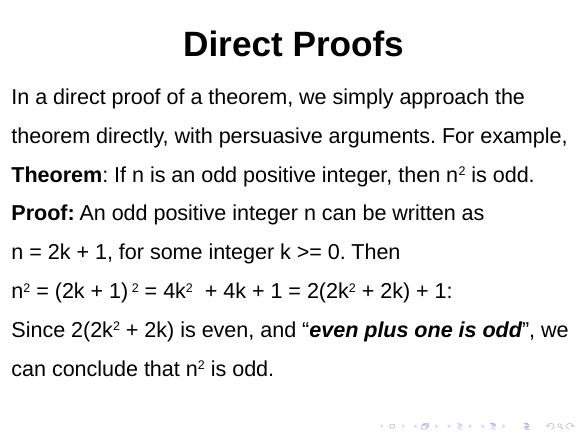 Direct Proofs
In a direct proof of a theorem, we simply approach the
theorem directly, with persuasive arguments. For example,
Theorem: If n is an odd positive integer, then n² is odd.
Proof: An odd positive integer n can be written as
n = 2k + 1, for some integer k >= 0. Then
n² = (2k + 1)² = 4k² + 4k + 1 = 2(2k² + 2k) + 1:
Since 2(2k² + 2k) is even, and “even plus one is odd”, we
can conclude that n² is odd.